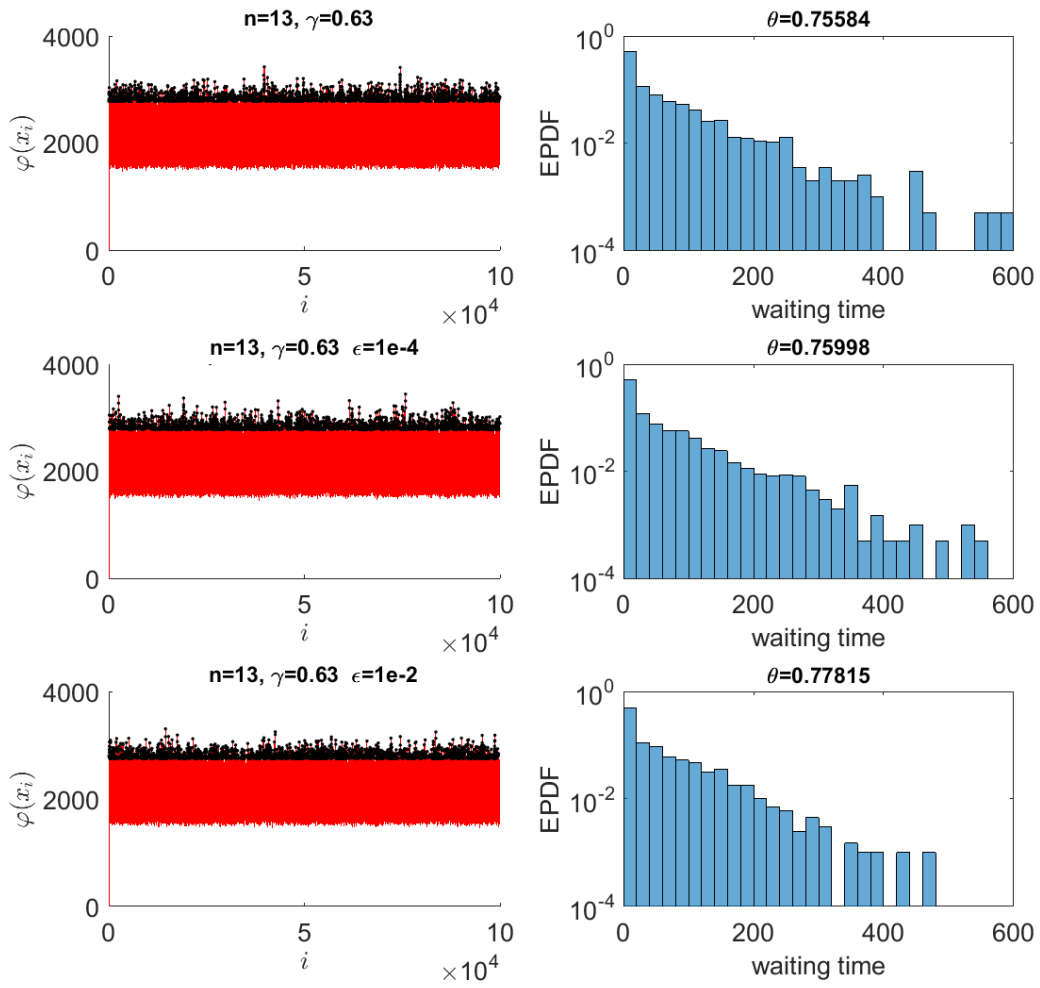 n=13, γ=0.63
4000
2000
0
φ(x_i)
0
5
10
i
×10^4
θ=0.75584
10^0
10^-2
10^-4
EPDF
0
200
400
600
waiting time
n=13, γ=0.63 ϵ=1e-4
4000
2000
0
φ(x_i)
0
5
10
i
×10^4
θ=0.75998
10^0
10^-2
10^-4
EPDF
0
200
400
600
waiting time
n=13, γ=0.63 ϵ=1e-2
4000
2000
0
φ(x_i)
0
5
10
i
×10^4
θ=0.77815
10^0
10^-2
10^-4
EPDF
0
200
400
600
waiting time